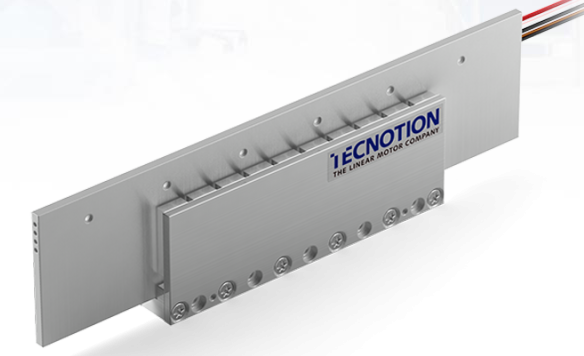 TECNOTION
THE LINEAR MOTOR COMPANY